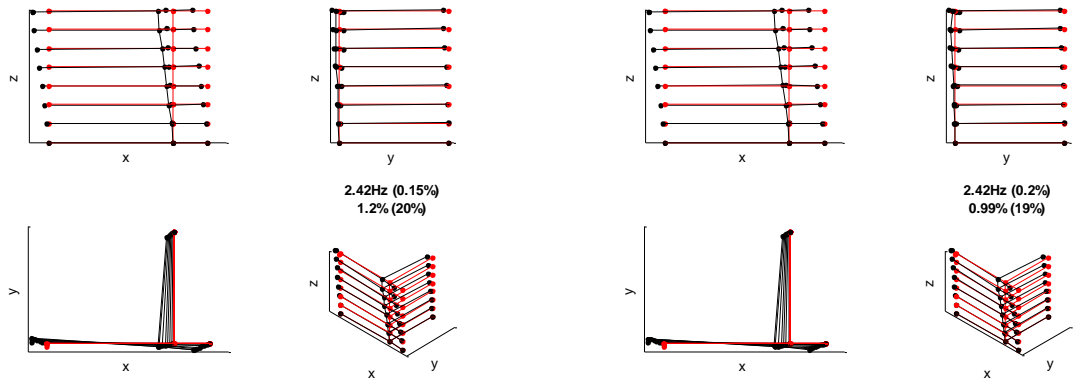 z
x
z
y
z
x
z
y
2.42Hz (0.15%)
1.2% (20%)
2.42Hz (0.2%)
0.99% (19%)
y
x
z
x
y
y
x
z
x
y